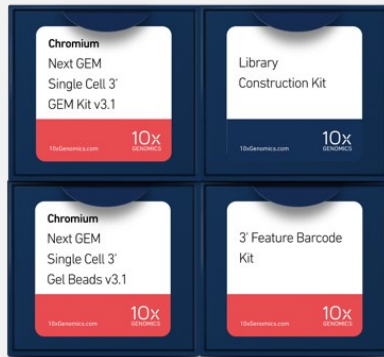 Chromium
Next GEM
Single Cell 3'
GEM Kit v3.1
10xGenomics.com
10x
GENOMICS
Library
Construction Kit
10xGenomics.com
10x
GENOMICS
Chromium
Next GEM
Single Cell 3'
Gel Beads v3.1
10xGenomics.com
10x
GENOMICS
3' Feature Barcode
Kit
10xGenomics.com
10x
GENOMICS